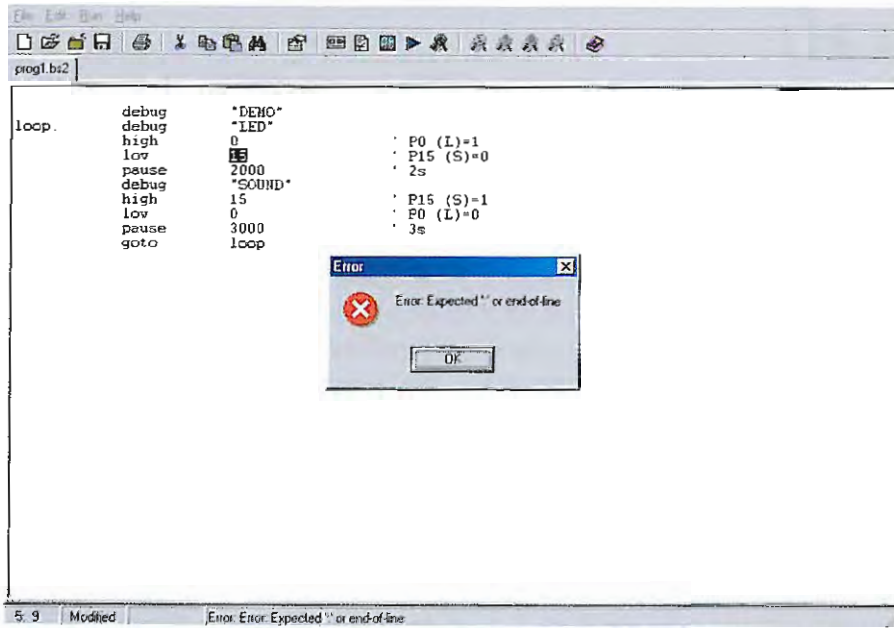 File Edit Run Help
prog1.bs2
debug "DEMO"
loop. debug "LED"
high 0 ' P0 (L)=1
lov 15 ' P15 (S)=0
pause 2000 ' 2s
debug "SOUND"
high 15 ' P15 (S)=1
lov 0 ' P0 (L)=0
pause 3000 ' 3s
goto loop
Error
Error: Expected ':' or end-of-line
OK
5: 9 Modified Error: Error: Expected ':' or end-of-line